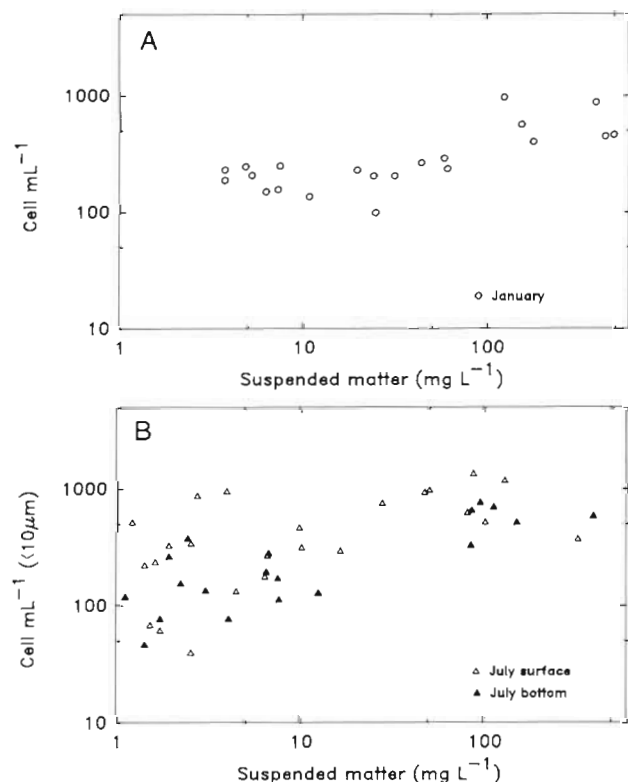 A
1000
100
10
Cell mL⁻¹
○ January
1 10 100
Suspended matter (mg L⁻¹)
B
1000
100
10
Cell mL⁻¹ (<10μm)
△ July surface
▲ July bottom
1 10 100
Suspended matter (mg L⁻¹)